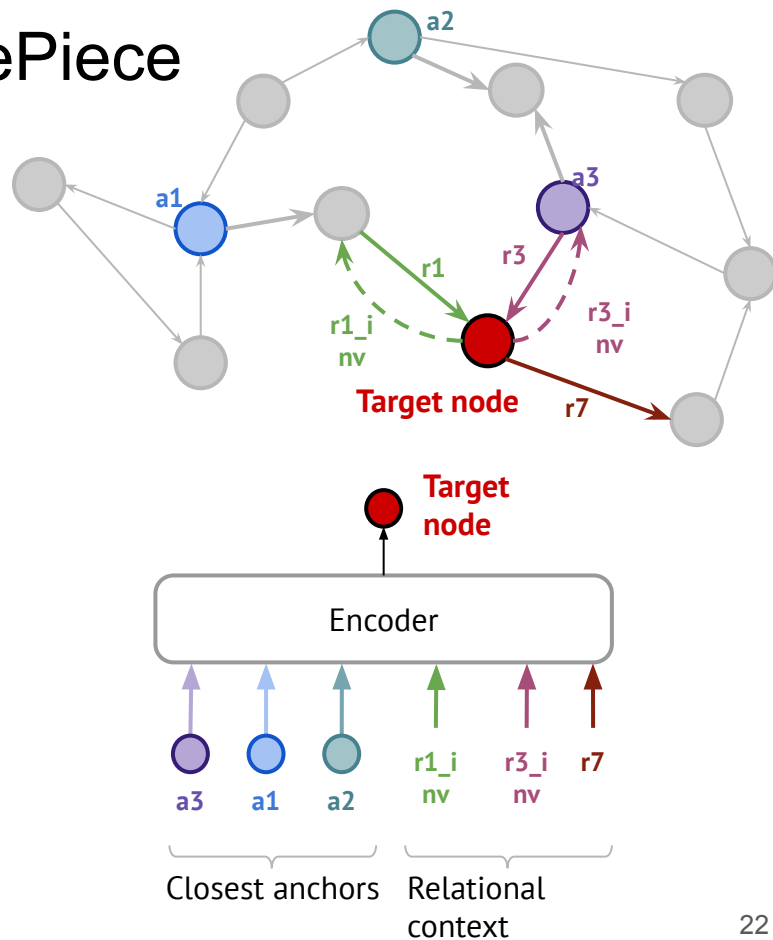 ePiece
a2
a1
a3
r1
r3
r1_i
nv
r3_i
nv
Target node
r7
Target
node
Encoder
r1_i
nv
r3_i
nv
r7
a3
a1
a2
Closest anchors
Relational
context
22